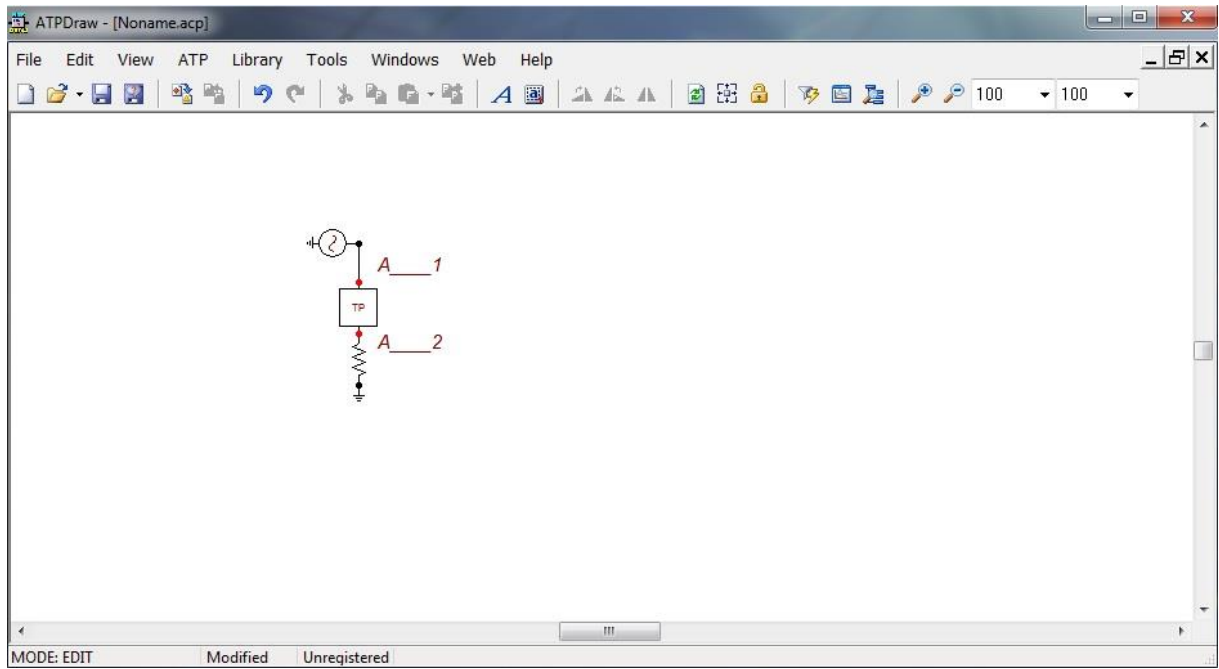 ATPDraw - [Noname.acp]
File Edit View ATP Library Tools Windows Web Help
100 100
A____1
TP
A____2
MODE: EDIT Modified Unregistered